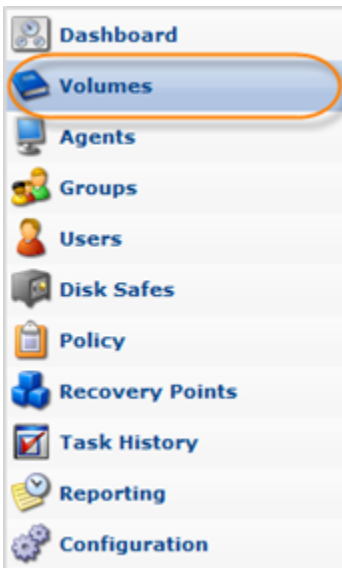 Dashboard
Volumes
Agents
Groups
Users
Disk Safes
Policy
Recovery Points
Task History
Reporting
Configuration